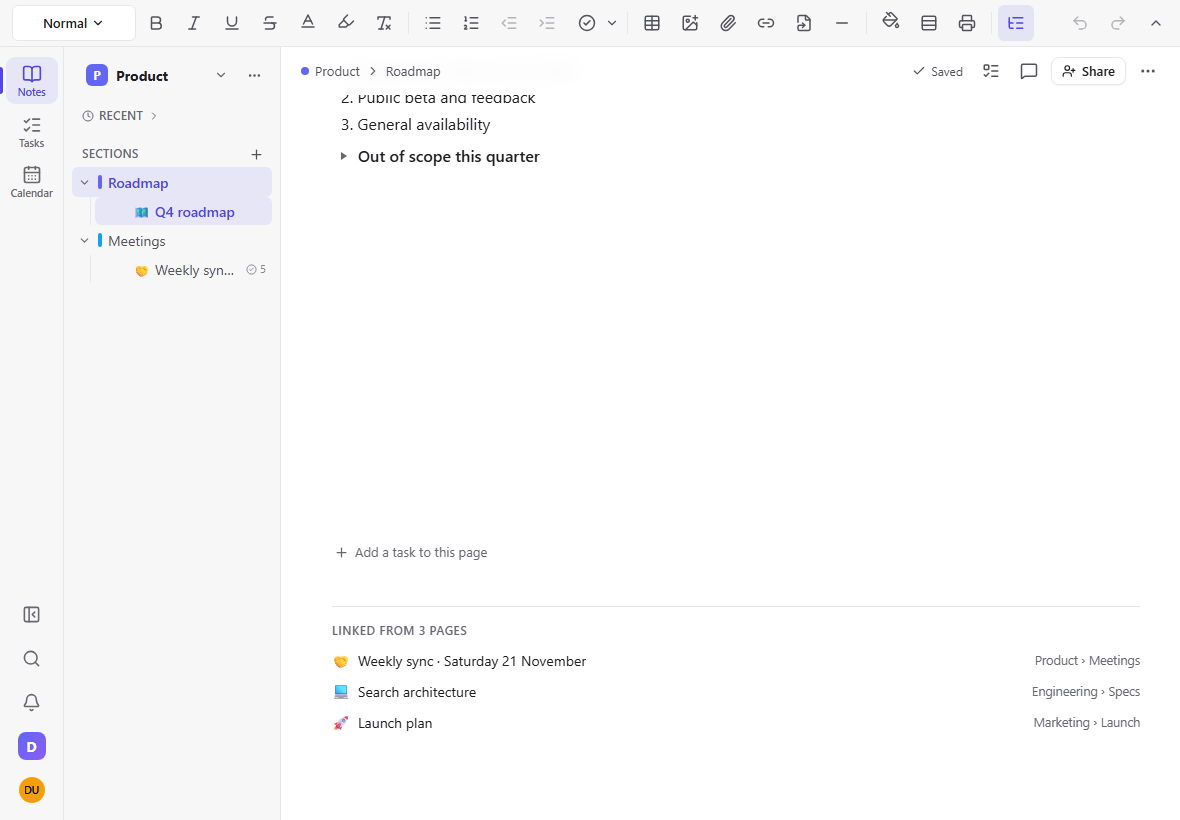 Normal
Notes
Tasks
Calendar
D
DU
P Product
RECENT
SECTIONS
Roadmap
Q4 roadmap
Meetings
Weekly syn... 5
Product > Roadmap
Saved
Share
2. Public beta and feedback
3. General availability
Out of scope this quarter
+ Add a task to this page
LINKED FROM 3 PAGES
Weekly sync · Saturday 21 November Product › Meetings
Search architecture Engineering › Specs
Launch plan Marketing › Launch